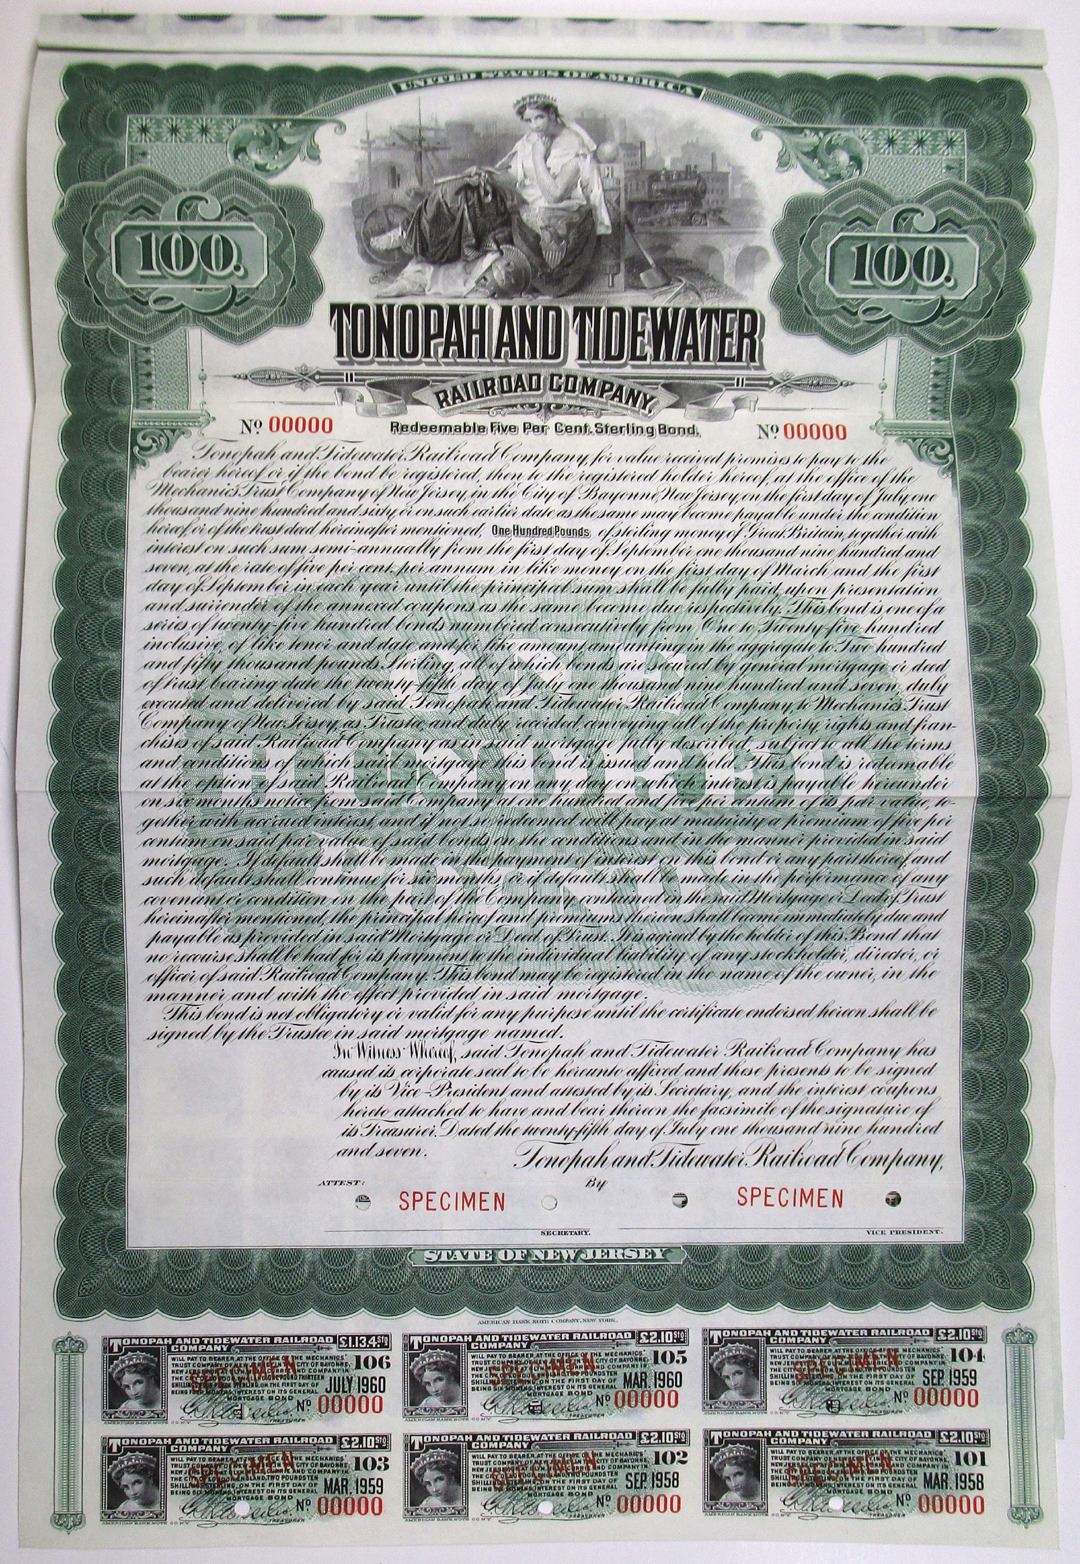 UNITED STATES OF AMERICA
£
100.
£
100.
TONOPAH AND TIDEWATER
RAILROAD COMPANY.
Redeemable Five Per Cent. Sterling Bond.
No 00000
No 00000
Tonopah and Tidewater Railroad Company for value received promises to pay to the
bearer hereof or if the bond be registered, then to the registered holder hereof, at the office of the
Mechanics Trust Company of New Jersey, in the City of Bayonne, New Jersey, on the first day of July, one
thousand nine hundred and sixty or on such earlier date as the same may become payable under the condition
hereof or of the trust deed hereinafter mentioned, One Hundred Pounds of sterling money of Great Britain, together with
interest on such sum semi-annually from the first day of September one thousand nine hundred and
seven, at the rate of five per cent. per annum, in like money on the first day of March and the first
day of September in each year until the principal sum shall be fully paid, upon presentation
and surrender of the annexed coupons as the same become due respectively. This bond is one of a
series of twenty-five hundred bonds numbered consecutively from One to Twenty-five hundred
inclusive, of like tenor and date and of like amount, amounting in the aggregate to Two hundred
and fifty thousand pounds Sterling, all of which bonds are secured by general mortgage or deed
of trust bearing date the twenty-fifth day of July one thousand nine hundred and seven, duly
executed and delivered by said Tonopah and Tidewater Railroad Company to Mechanics Trust
Company of New Jersey, as Trustee and duly recorded conveying all of the property rights and fran-
chises of said Railroad Company as in said mortgage fully described, subject to all the terms
and conditions of which said mortgage this bond is issued and held. This bond is redeemable
at the option of said Railroad Company on any day on which interest is payable hereunder
on six months notice from said Company at one hundred and five per centum of its par value, to-
gether with accrued interest, and if not so redeemed will pay at maturity a premium of five per
centum on said par value of said bonds on the conditions and in the manner provided in said
mortgage. If default shall be made in the payment of interest on this bond or any part thereof, and
such default shall continue for six months or if default shall be made in the performance of any
covenant or condition on the part of the Company contained in the said Mortgage or Deed of Trust
hereinafter mentioned, the principal hereof and premiums thereon shall become immediately due and
payable as provided in said Mortgage or Deed of Trust. It is agreed by the holder of this Bond that
no recourse shall be had for its payment to the individual liability of any stockholder, director, or
officer of said Railroad Company. This bond may be registered in the name of the owner, in the
manner and with the effect provided in said mortgage.
This bond is not obligatory or valid for any purpose until the certificate endorsed hereon shall be
signed by the Trustee in said mortgage named.
In Witness Whereof, said Tonopah and Tidewater Railroad Company has
caused its corporate seal to be hereunto affixed and these presents to be signed
by its Vice-President and attested by its Secretary, and the interest coupons
hereto attached to have and bear thereon the facsimile of the signature of
its Treasurer. Dated the twenty-fifth day of July one thousand nine hundred
and seven.
Tonopah and Tidewater Railroad Company,
ONE
HUNDRED
POUNDS
ATTEST:
By
SPECIMEN
SPECIMEN
SECRETARY.
VICE PRESIDENT.
STATE OF NEW JERSEY
AMERICAN BANK NOTE COMPANY, NEW YORK.
TONOPAH AND TIDEWATER RAILROAD COMPANY
£1.13.4
106
JULY 1960
SPECIMEN
No 00000
TONOPAH AND TIDEWATER RAILROAD COMPANY
£2.10
105
MAR. 1960
SPECIMEN
No 00000
TONOPAH AND TIDEWATER RAILROAD COMPANY
£2.10
104
SEP. 1959
SPECIMEN
No 00000
TONOPAH AND TIDEWATER RAILROAD COMPANY
£2.10
103
MAR. 1959
SPECIMEN
No 00000
TONOPAH AND TIDEWATER RAILROAD COMPANY
£2.10
102
SEP. 1958
SPECIMEN
No 00000
TONOPAH AND TIDEWATER RAILROAD COMPANY
£2.10
101
MAR. 1958
SPECIMEN
No 00000